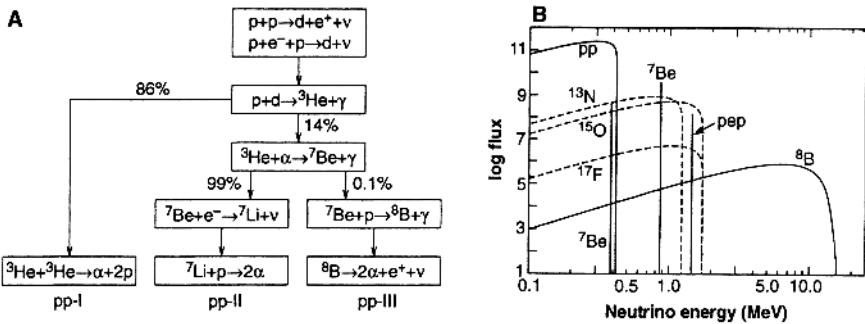 A
p+p→d+e⁺+ν
p+e⁻+p→d+ν
86%
p+d→³He+γ
14%
³He+α→⁷Be+γ
99%
0.1%
⁷Be+e⁻→⁷Li+ν
⁷Be+p→⁸B+γ
³He+³He→α+2p
⁷Li+p→2α
⁸B→2α+e⁺+ν
pp-I
pp-II
pp-III
B
log flux
11
9
7
5
3
1
pp
⁷Be
¹³N
¹⁵O
pep
¹⁷F
⁸B
⁷Be
0.1
0.5
1.0
5.0
10.0
Neutrino energy (MeV)